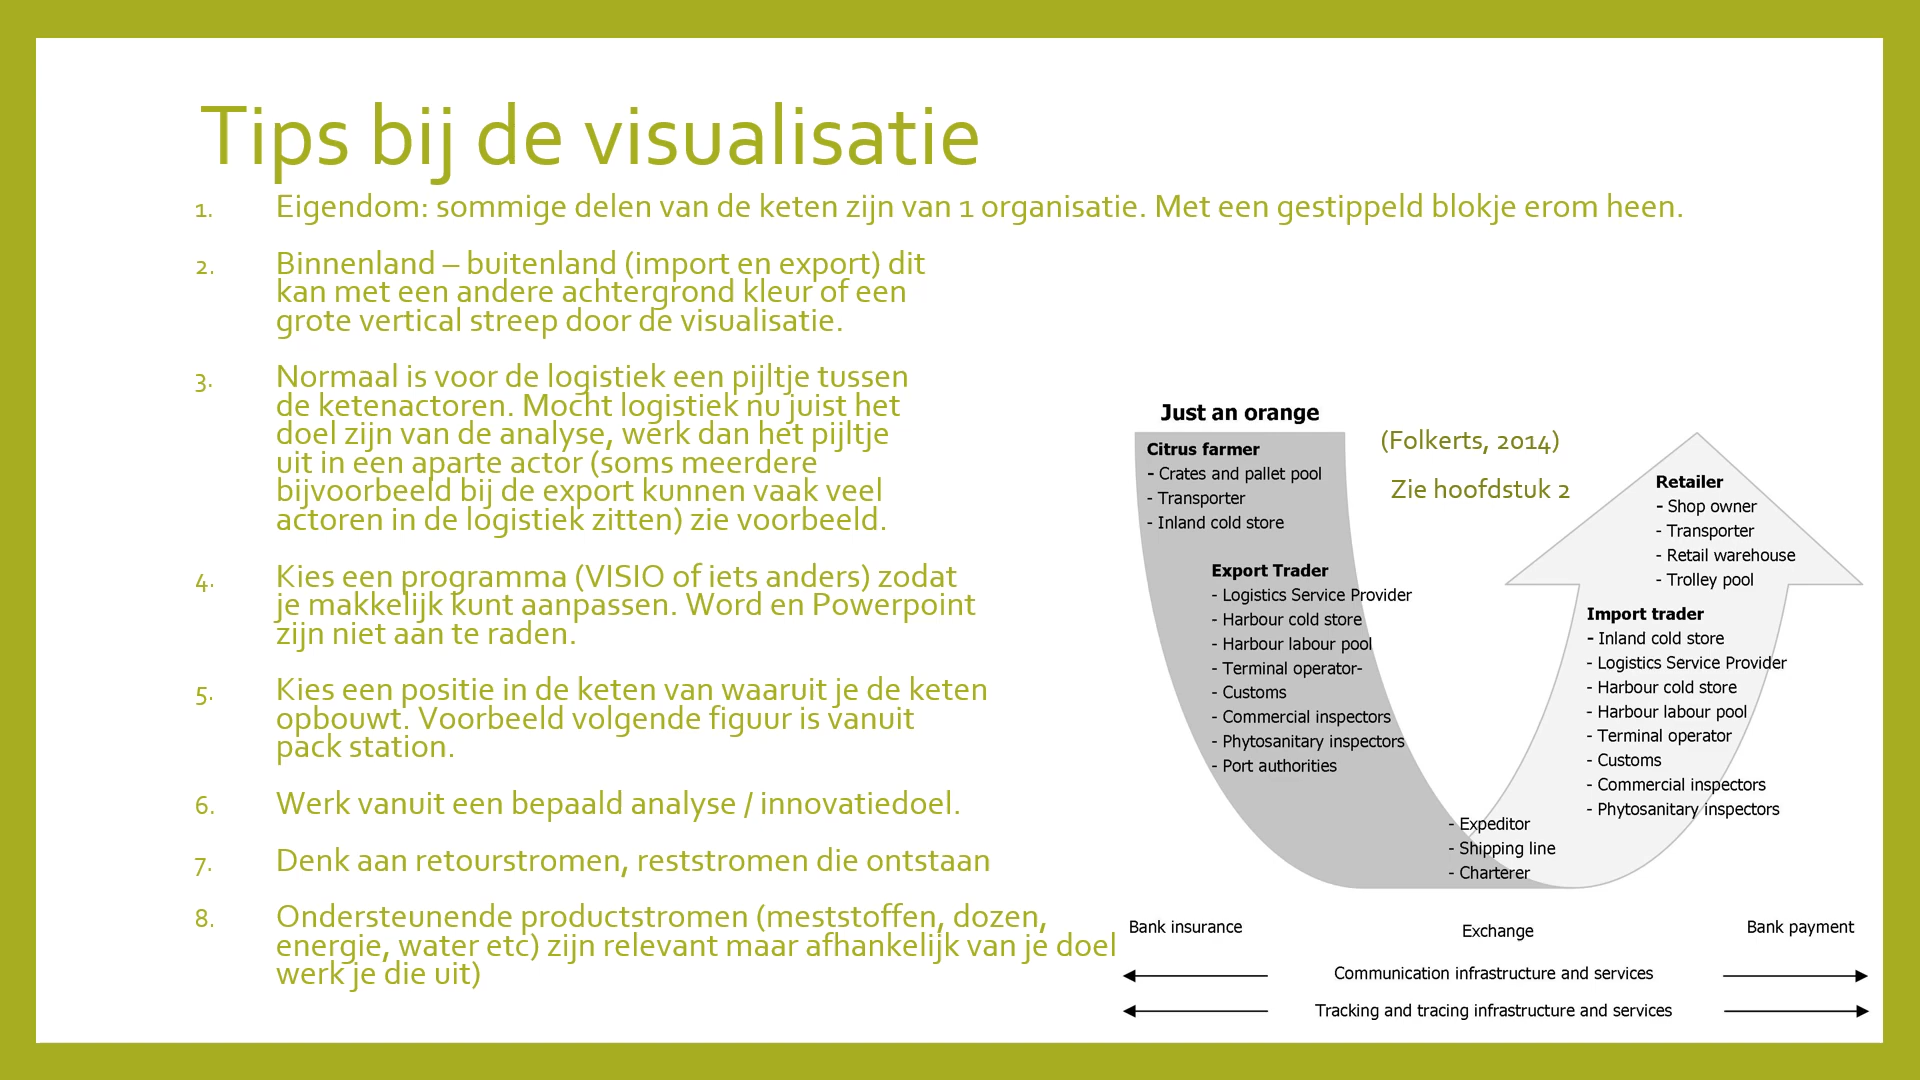 Tips bij de visualisatie
1. Eigendom: sommige delen van de keten zijn van 1 organisatie. Met een gestippeld blokje erom heen.
2. Binnenland – buitenland (import en export) dit
kan met een andere achtergrond kleur of een
grote vertical streep door de visualisatie.
3. Normaal is voor de logistiek een pijltje tussen
de ketenactoren. Mocht logistiek nu juist het
doel zijn van de analyse, werk dan het pijltje
uit in een aparte actor (soms meerdere
bijvoorbeeld bij de export kunnen vaak veel
actoren in de logistiek zitten) zie voorbeeld.
4. Kies een programma (VISIO of iets anders) zodat
je makkelijk kunt aanpassen. Word en Powerpoint
zijn niet aan te raden.
5. Kies een positie in de keten van waaruit je de keten
opbouwt. Voorbeeld volgende figuur is vanuit
pack station.
6. Werk vanuit een bepaald analyse / innovatiedoel.
7. Denk aan retourstromen, reststromen die ontstaan
8. Ondersteunende productstromen (meststoffen, dozen,
energie, water etc) zijn relevant maar afhankelijk van je doel
werk je die uit)
Just an orange
Citrus farmer
- Crates and pallet pool
- Transporter
- Inland cold store
Export Trader
- Logistics Service Provider
- Harbour cold store
- Harbour labour pool
- Terminal operator-
- Customs
- Commercial inspectors
- Phytosanitary inspectors
- Port authorities
(Folkerts, 2014)
Zie hoofdstuk 2
- Expeditor
- Shipping line
- Charterer
Retailer
- Shop owner
- Transporter
- Retail warehouse
- Trolley pool
Import trader
- Inland cold store
- Logistics Service Provider
- Harbour cold store
- Harbour labour pool
- Terminal operator
- Customs
- Commercial inspectors
- Phytosanitary inspectors
Bank insurance
Exchange
Bank payment
Communication infrastructure and services
Tracking and tracing infrastructure and services